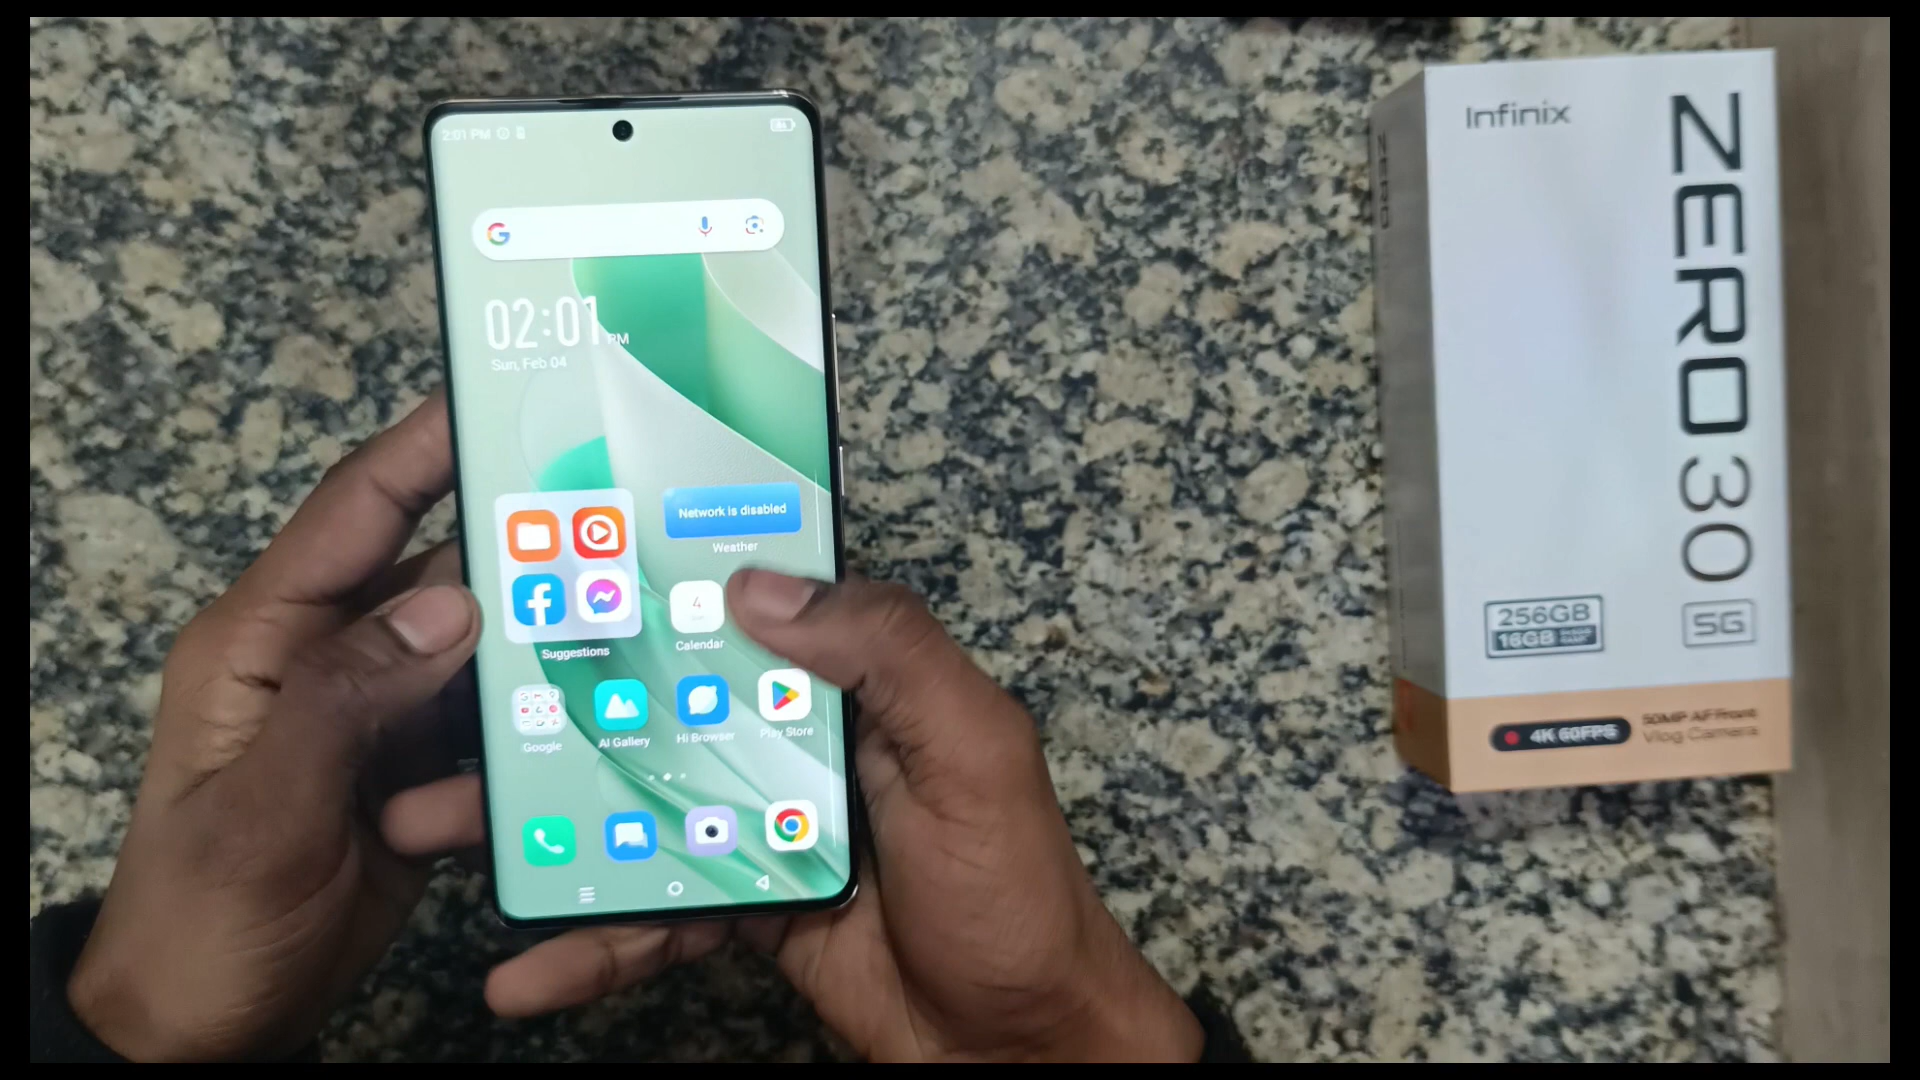 2:01 PM
02:01 PM
Sun, Feb 04
Network is disabled
Weather
4
Calendar
Suggestions
Google
AI Gallery
Hi Browser
Play Store
Infinix
ZERO 30
5G
256GB
16GB
4K 60FPS
50MP AF Front
Vlog Camera